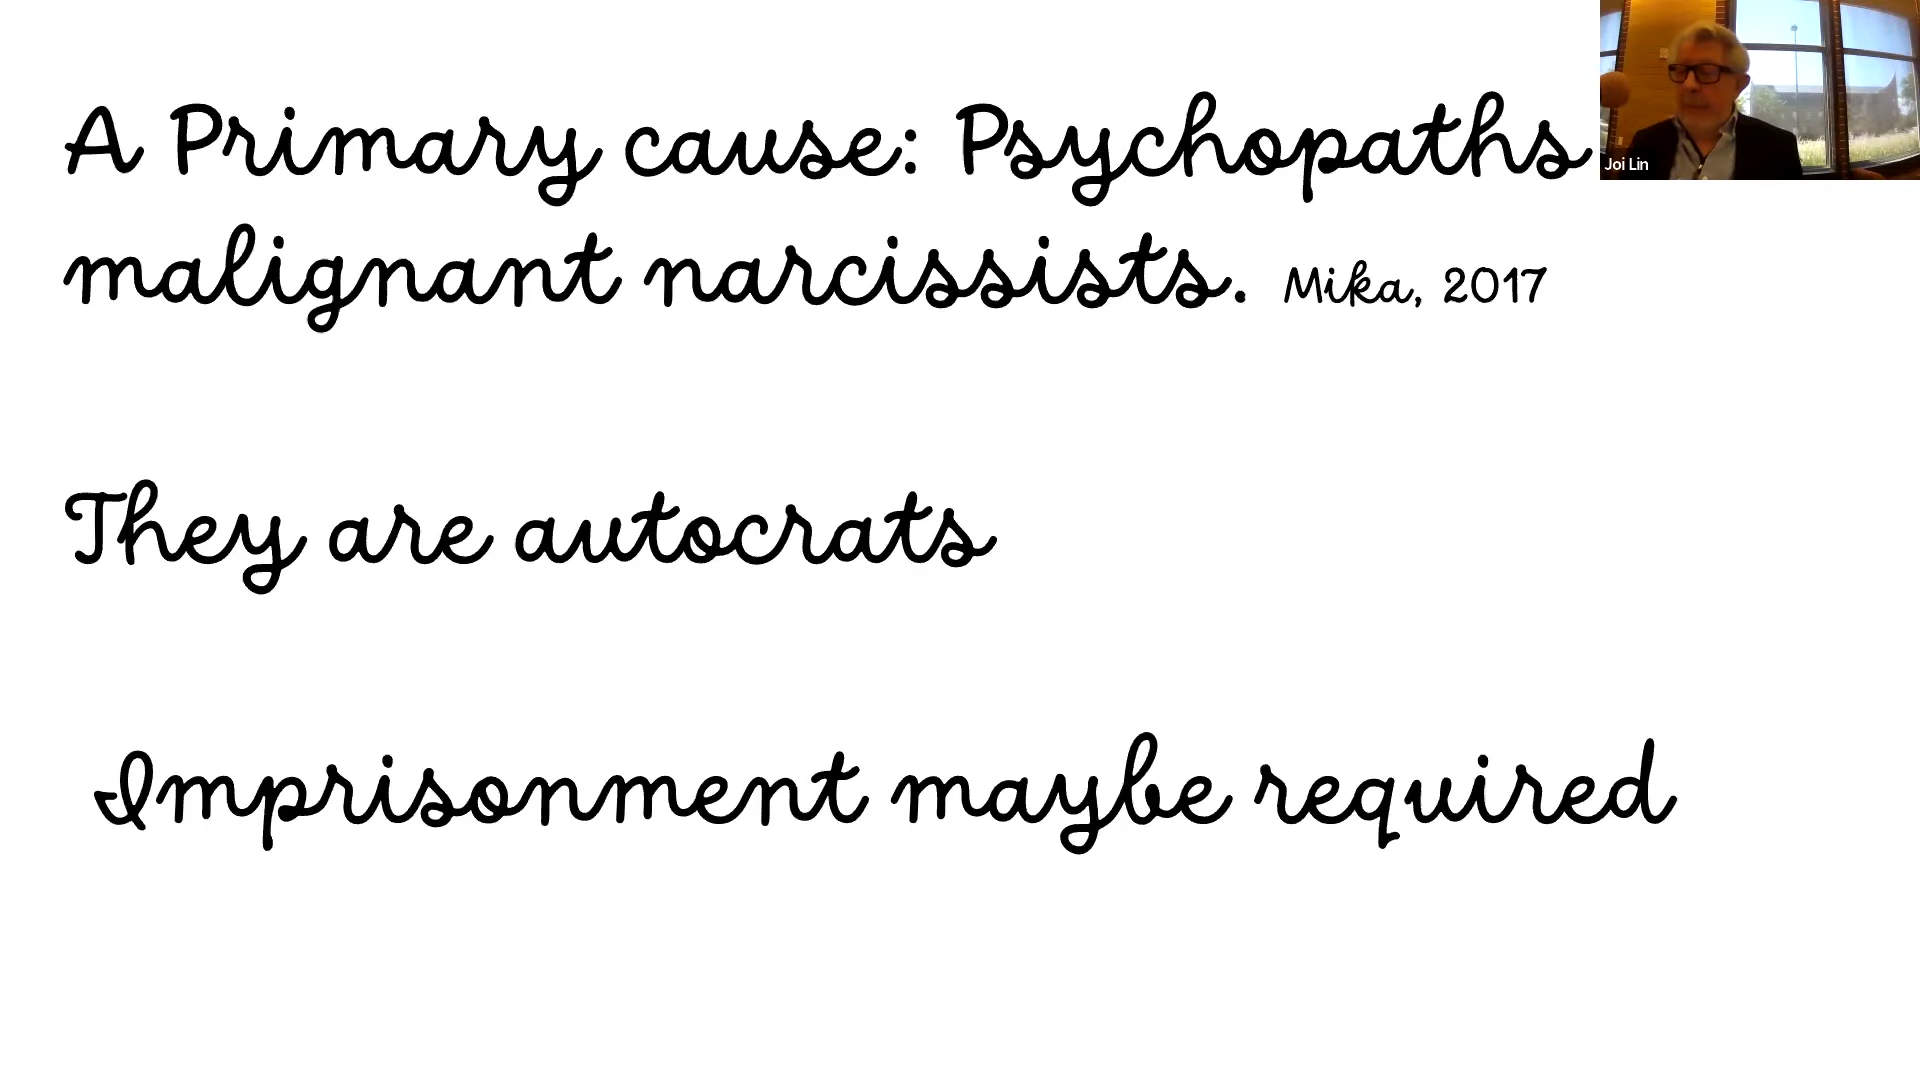 A Primary cause: Psychopaths
malignant narcissists. Mika, 2017
They are autocrats
Imprisonment maybe required
Joi Lin